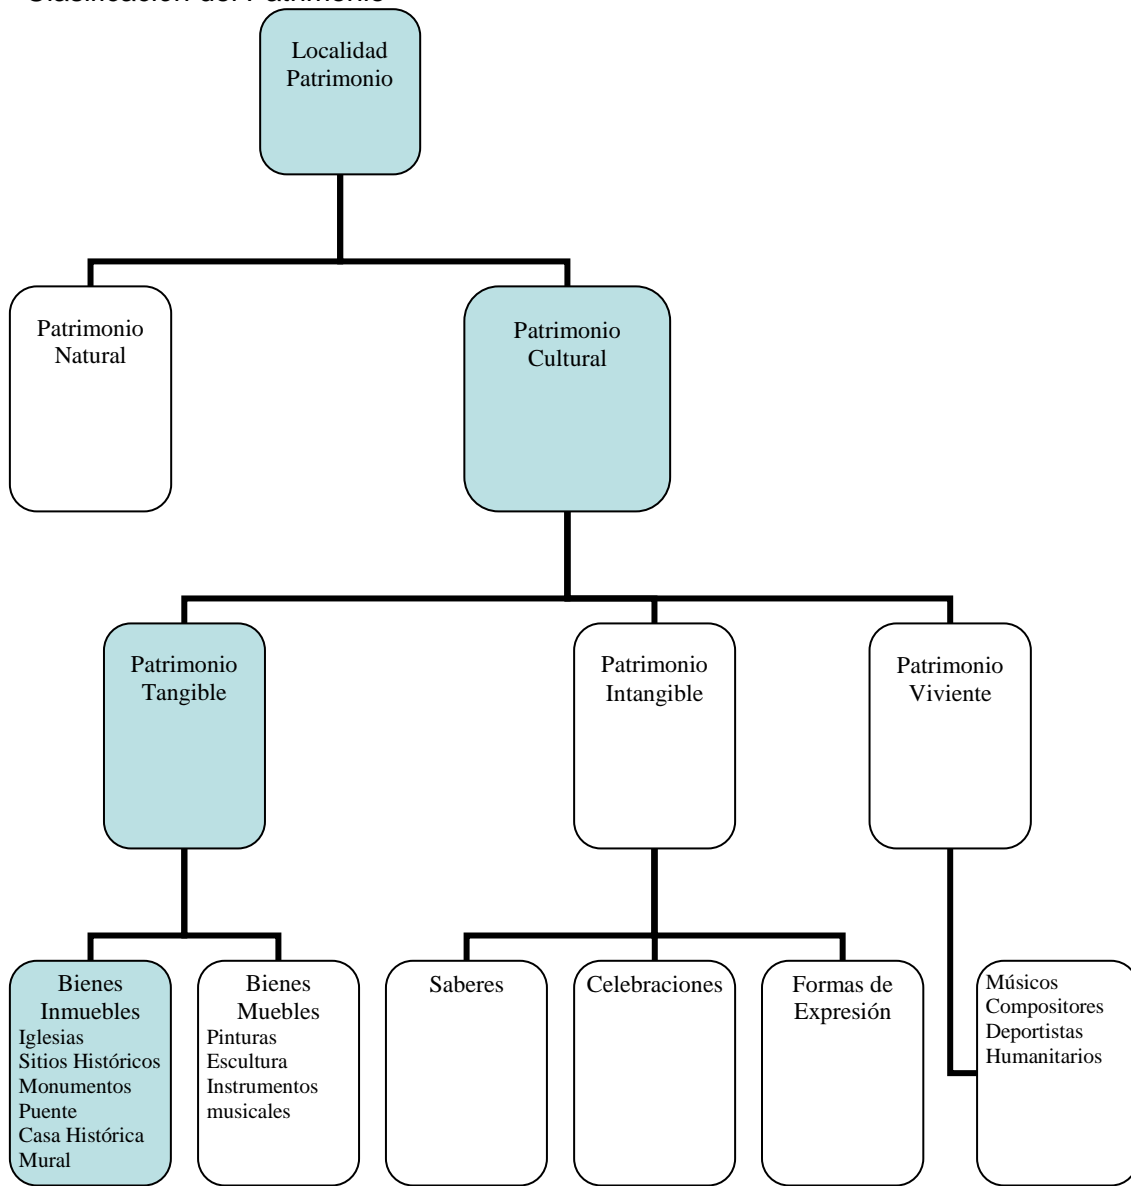 Clasificación del Patrimonio
Localidad
Patrimonio
Patrimonio
Natural
Patrimonio
Cultural
Patrimonio
Tangible
Patrimonio
Intangible
Patrimonio
Viviente
Bienes
Inmuebles
Iglesias
Sitios Históricos
Monumentos
Puente
Casa Histórica
Mural
Bienes
Muebles
Pinturas
Escultura
Instrumentos
musicales
Saberes
Celebraciones
Formas de
Expresión
Músicos
Compositores
Deportistas
Humanitarios